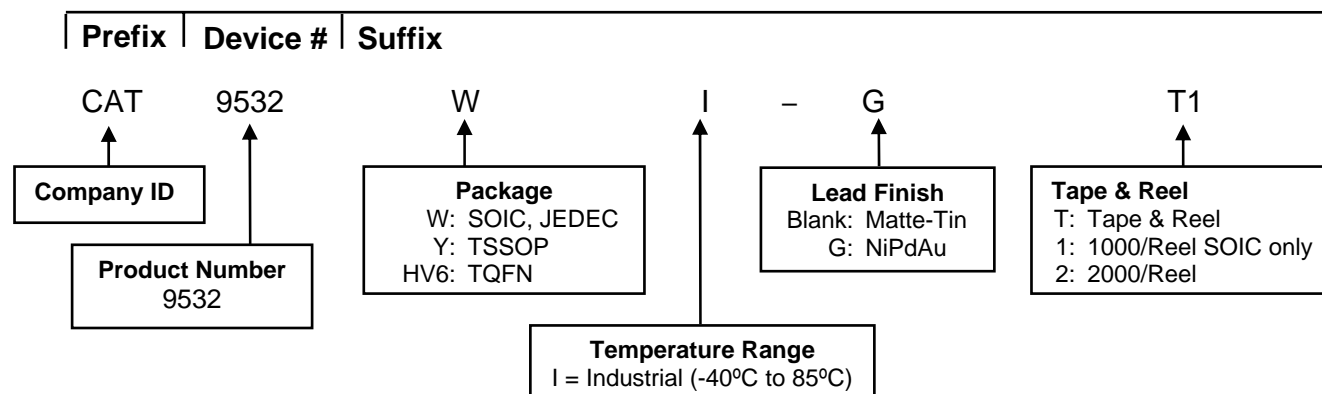 Prefix Device # Suffix
CAT 9532 W I – G T1
Company ID
Product Number
9532
Package
W: SOIC, JEDEC
Y: TSSOP
HV6: TQFN
Temperature Range
I = Industrial (-40ºC to 85ºC)
Lead Finish
Blank: Matte-Tin
G: NiPdAu
Tape & Reel
T: Tape & Reel
1: 1000/Reel SOIC only
2: 2000/Reel